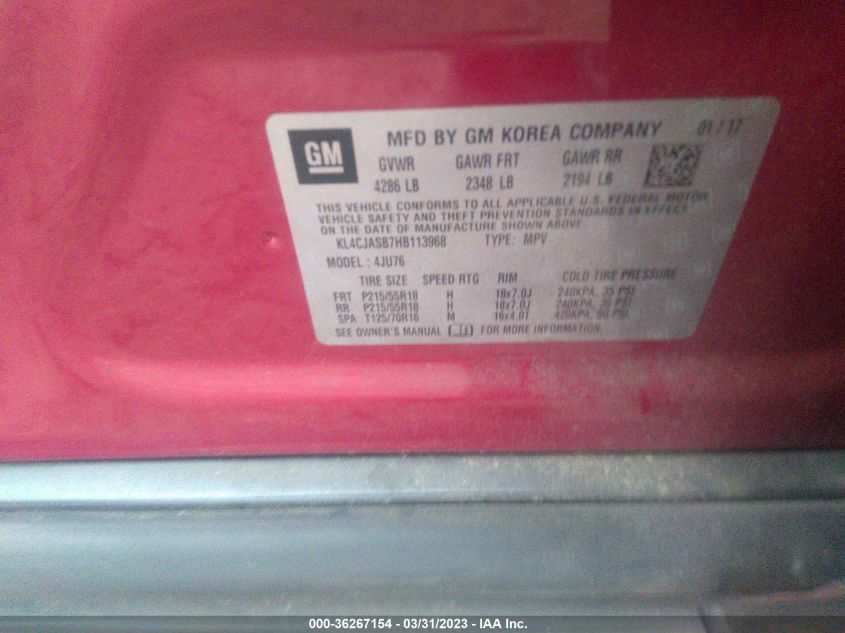 GM
MFD BY GM KOREA COMPANY 01/17
GVWR GAWR FRT GAWR RR
4286 LB 2348 LB 2194 LB
THIS VEHICLE CONFORMS TO ALL APPLICABLE U.S. FEDERAL MOTOR
VEHICLE SAFETY AND THEFT PREVENTION STANDARDS IN EFFECT
ON THE DATE OF MANUFACTURE SHOWN ABOVE
KL4CJASB7HB113968 TYPE: MPV
MODEL: 4JU76
TIRE SIZE SPEED RTG RIM COLD TIRE PRESSURE
FRT P215/55R18 H 18x7.0J 240KPA, 35 PSI
RR P215/55R18 H 18x7.0J 240KPA, 35 PSI
SPA T125/70R16 M 16x4.0T 420KPA, 60 PSI
SEE OWNER'S MANUAL FOR MORE INFORMATION.
000-36267154 - 03/31/2023 - IAA Inc.